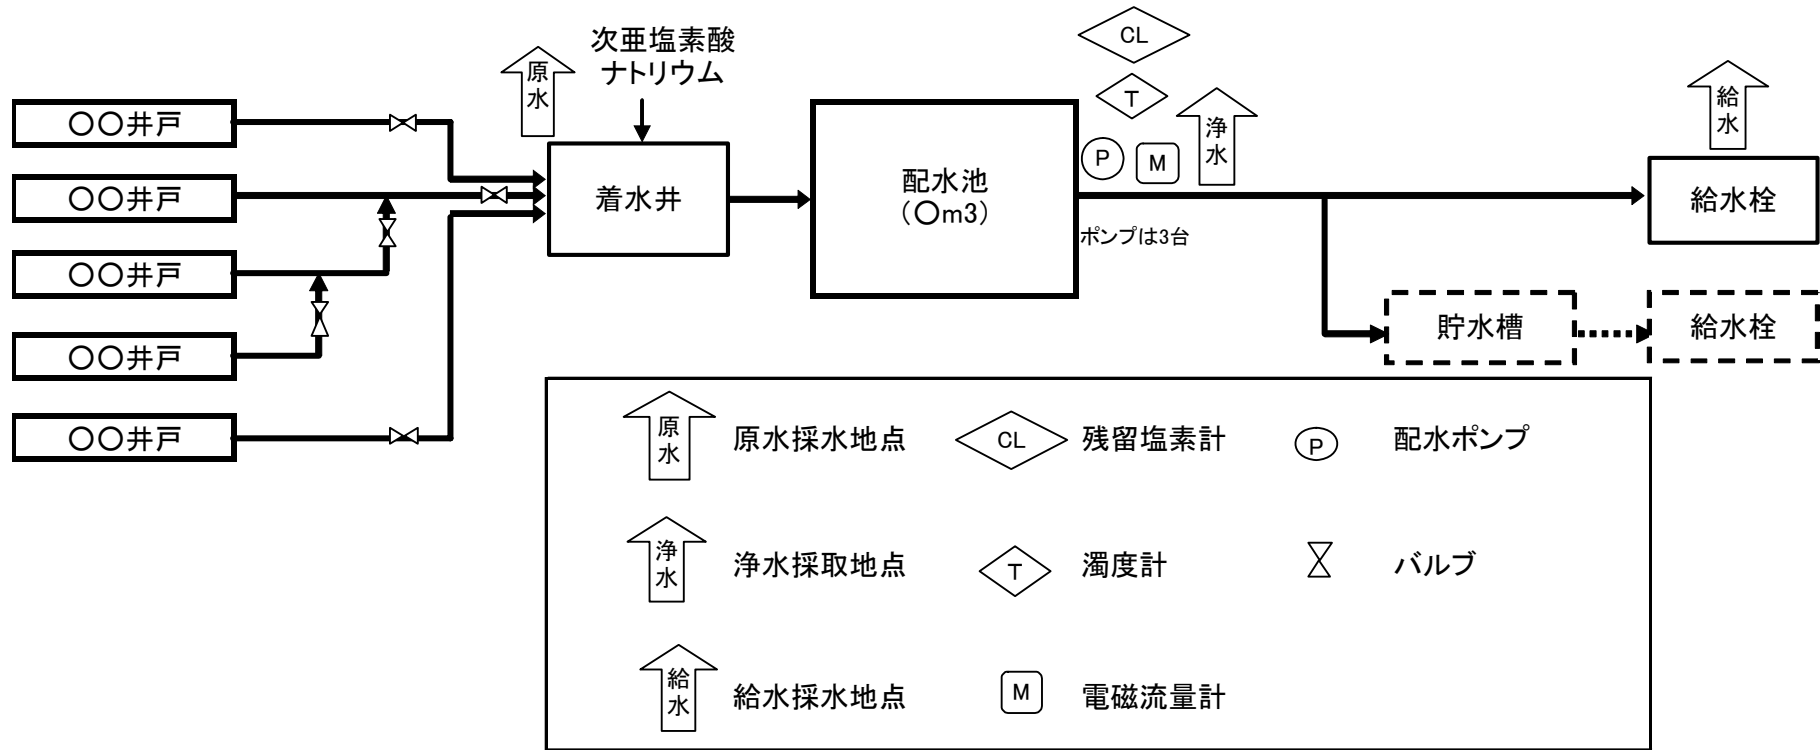 次亜塩素酸
ナトリウム
原水
〇〇井戸
〇〇井戸
〇〇井戸
〇〇井戸
〇〇井戸
着水井
配水池
（〇m3）
CL
T
P
M
浄水
ポンプは3台
給水
給水栓
貯水槽
給水栓
原水
原水採水地点
CL
残留塩素計
P
配水ポンプ
浄水
浄水採取地点
T
濁度計
バルブ
給水
給水採水地点
M
電磁流量計